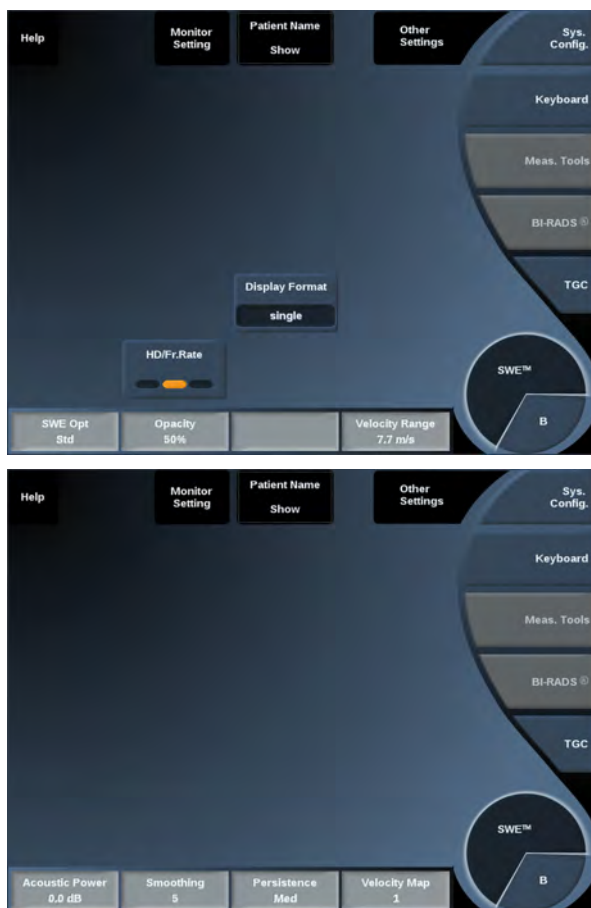 Help
Monitor
Setting
Patient Name
Show
Other
Settings
Sys.
Config.
Keyboard
Meas. Tools
BI-RADS ®
TGC
Display Format
single
HD/Fr.Rate
SWE™
B
SWE Opt
Std
Opacity
50%
Velocity Range
7.7 m/s
Help
Monitor
Setting
Patient Name
Show
Other
Settings
Sys.
Config.
Keyboard
Meas. Tools
BI-RADS ®
TGC
SWE™
B
Acoustic Power
0.0 dB
Smoothing
5
Persistence
Med
Velocity Map
1